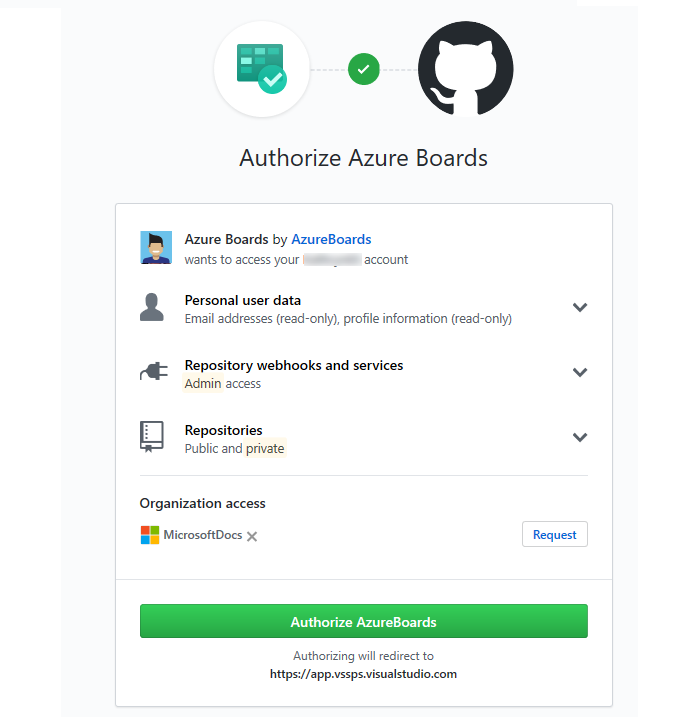 Authorize Azure Boards
Azure Boards by AzureBoards
wants to access your account
Personal user data
Email addresses (read-only), profile information (read-only)
Repository webhooks and services
Admin access
Repositories
Public and private
Organization access
MicrosoftDocs
Request
Authorize AzureBoards
Authorizing will redirect to
https://app.vssps.visualstudio.com